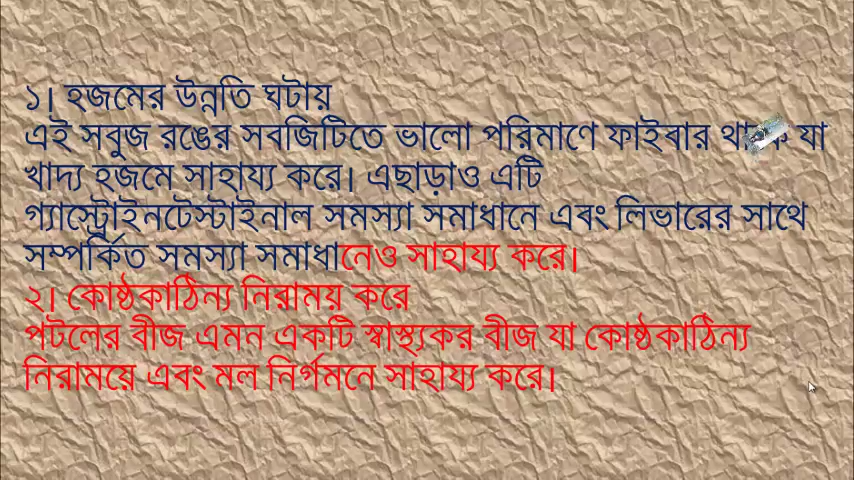 ১। হজমের উন্নতি ঘটায়
এই সবুজ রঙের সবজিটিতে ভালো পরিমাণে ফাইবার থাকে যা
খাদ্য হজমে সাহায্য করে। এছাড়াও এটি
গ্যাস্ট্রোইনটেস্টাইনাল সমস্যা সমাধানে এবং লিভারের সাথে
সম্পর্কিত সমস্যা সমাধানেও সাহায্য করে।
২। কোষ্ঠকাঠিন্য নিরাময় করে
পটলের বীজ এমন একটি স্বাস্থ্যকর বীজ যা কোষ্ঠকাঠিন্য
নিরাময়ে এবং মল নির্গমনে সাহায্য করে।